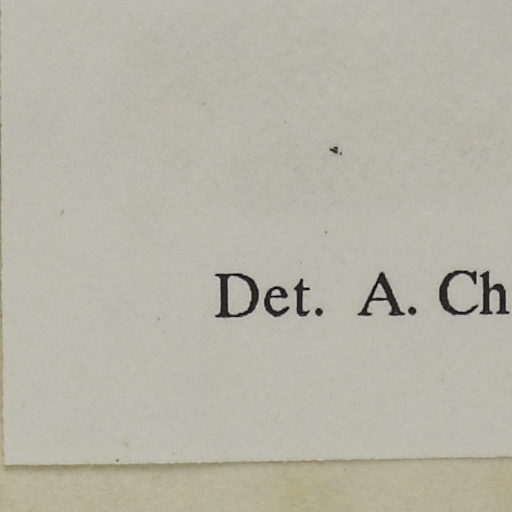 Det. A. Ch